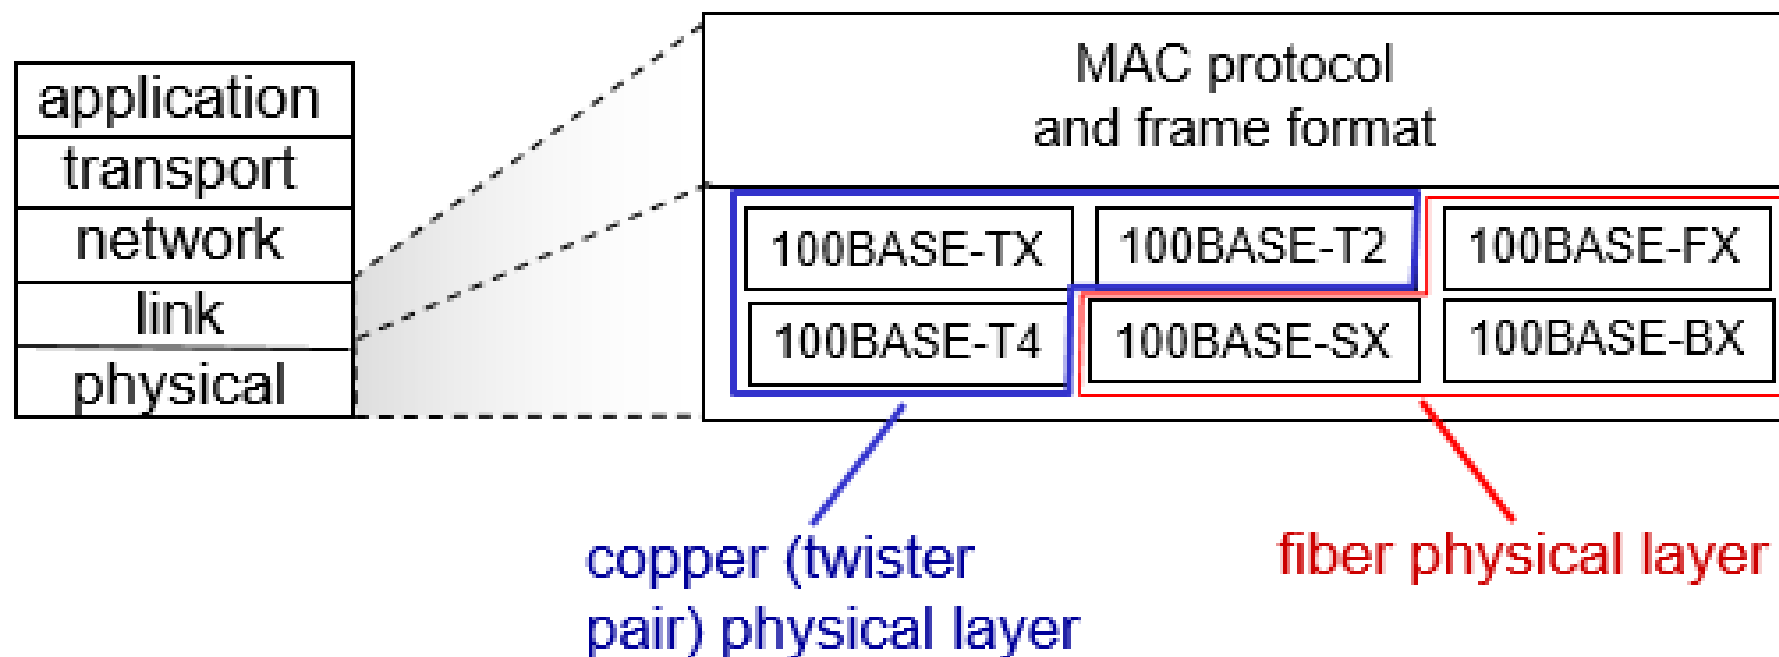 application
transport
network
link
physical
MAC protocol
and frame format
100BASE-TX
100BASE-T2
100BASE-FX
100BASE-T4
100BASE-SX
100BASE-BX
copper (twister
pair) physical layer
fiber physical layer